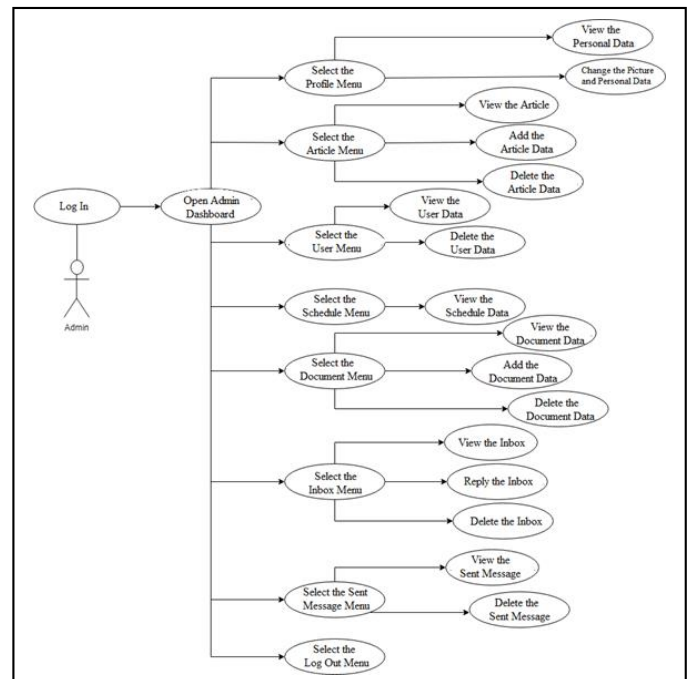 View the
Personal Data
Select the
Profile Menu
Change the Picture
and Personal Data
View the Article
Select the
Article Menu
Add the
Article Data
Delete the
Article Data
Log In
Open Admin
Dashboard
View the
User Data
Select the
User Menu
Delete the
User Data
Admin
Select the
Schedule Menu
View the
Schedule Data
View the
Document Data
Select the
Document Menu
Add the
Document Data
Delete the
Document Data
View the Inbox
Select the
Inbox Menu
Reply the Inbox
Delete the Inbox
View the
Sent Message
Select the Sent
Message Menu
Delete the
Sent Message
Select the
Log Out Menu